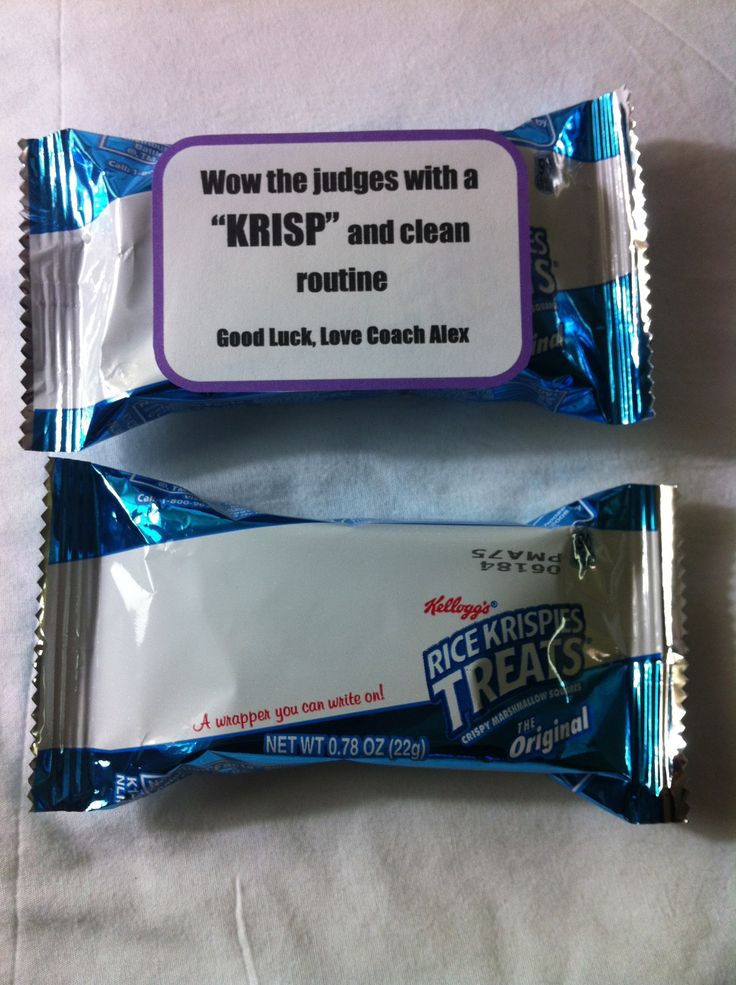 Wow the judges with a
“KRISP” and clean
routine
Good Luck, Love Coach Alex
06184
PMA75
Kellogg's®
RICE KRISPIES
TREATS
CRISPY MARSHMALLOW SQUARES
THE
Original
A wrapper you can write on!
NET WT 0.78 OZ (22g)